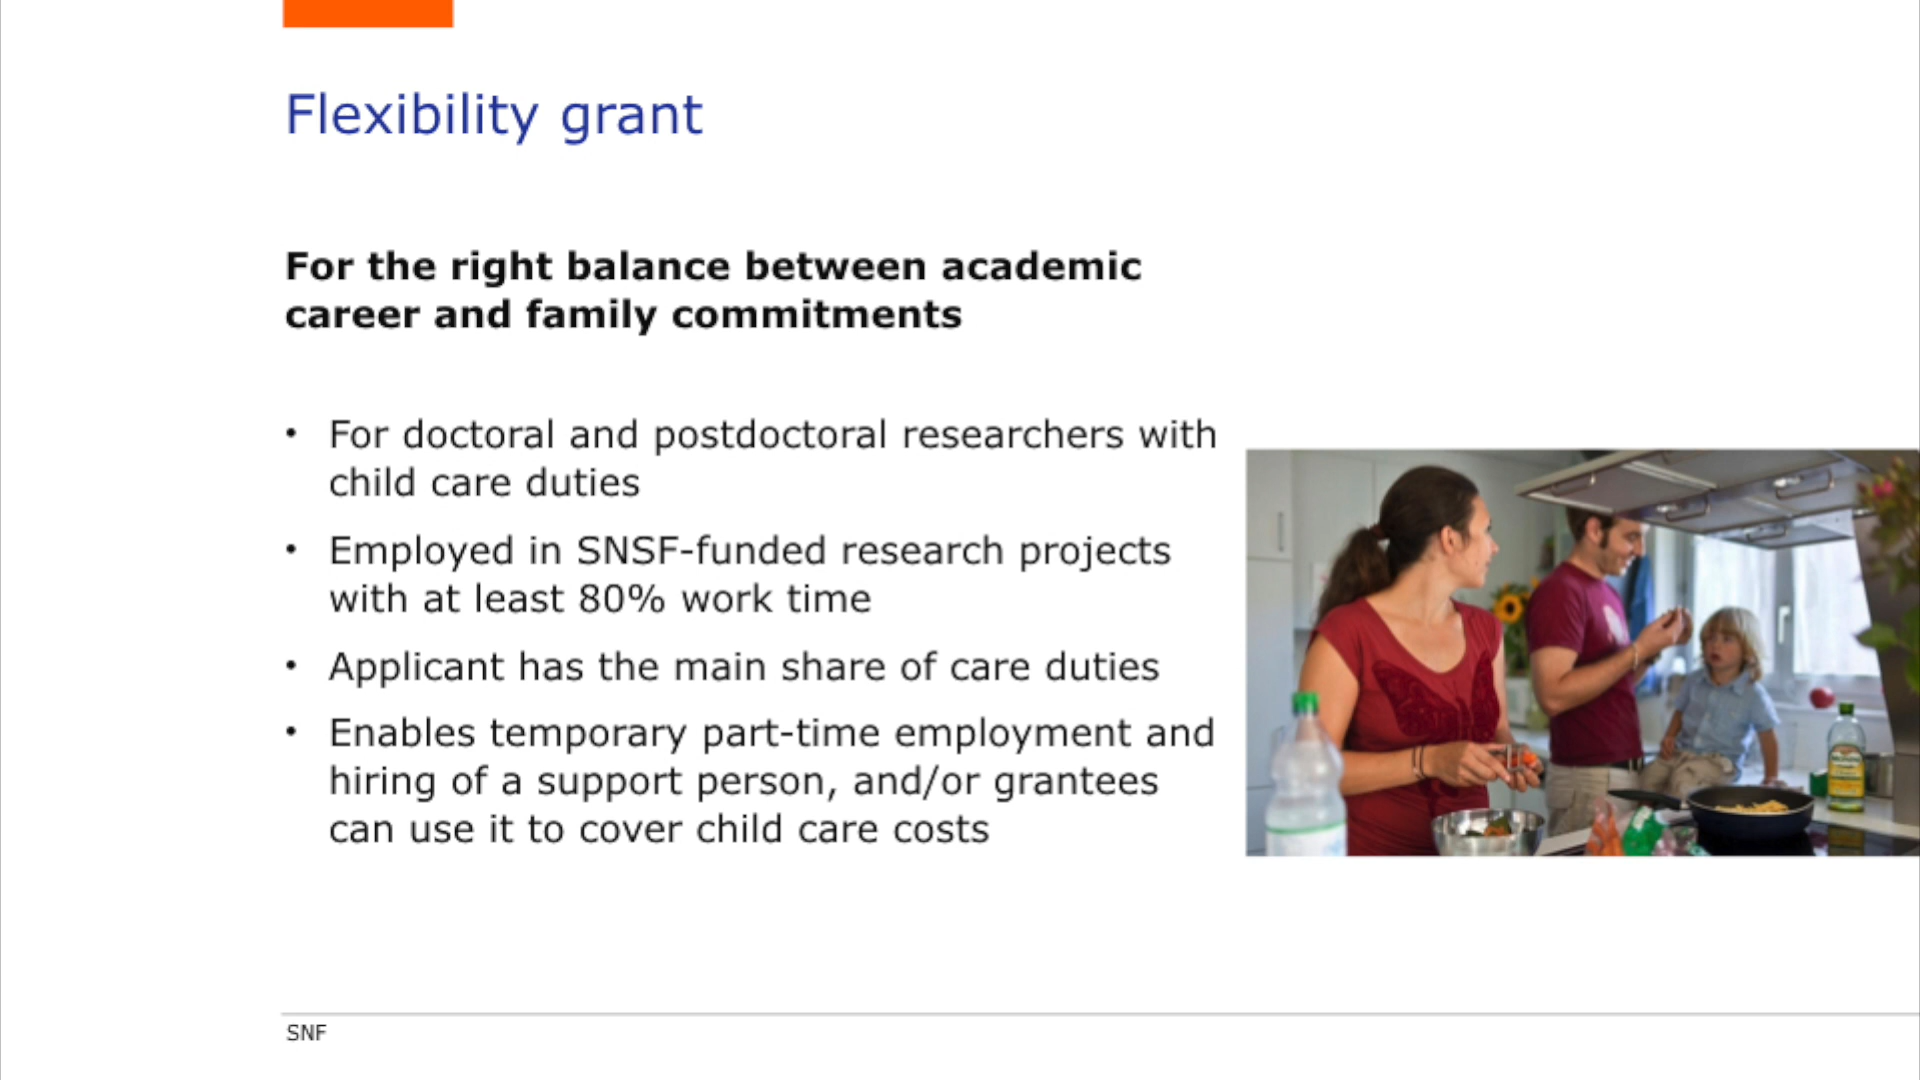 Flexibility grant
For the right balance between academic
career and family commitments
• For doctoral and postdoctoral researchers with
child care duties
• Employed in SNSF-funded research projects
with at least 80% work time
• Applicant has the main share of care duties
• Enables temporary part-time employment and
hiring of a support person, and/or grantees
can use it to cover child care costs
SNF